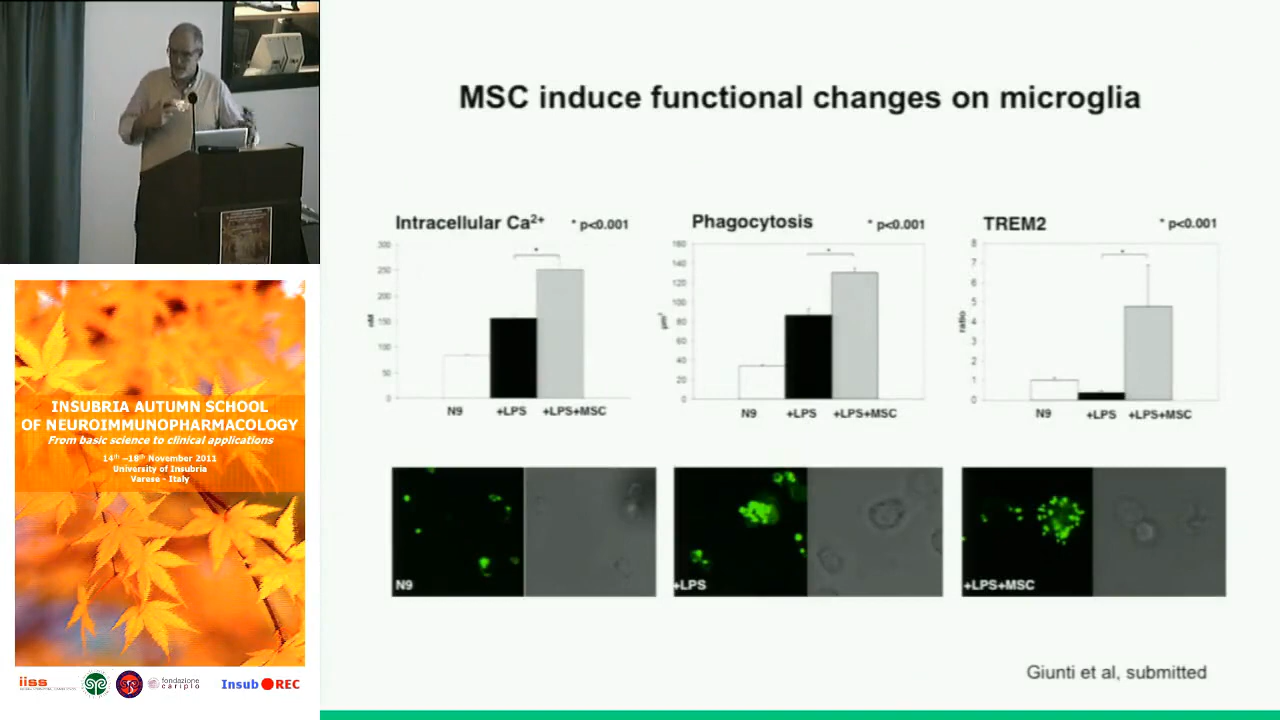 MSC induce functional changes on microglia
Intracellular Ca²⁺
* p<0.001
300
250
200
150
100
50
0
nM
*
N9
+LPS
+LPS+MSC
Phagocytosis
* p<0.001
160
140
120
100
80
60
40
20
0
µm²
*
N9
+LPS
+LPS+MSC
TREM2
* p<0.001
8
7
6
5
4
3
2
1
0
ratio
*
N9
+LPS
+LPS+MSC
N9
+LPS
+LPS+MSC
Giunti et al, submitted
INSUBRIA AUTUMN SCHOOL
OF NEUROIMMUNOPHARMACOLOGY
From basic science to clinical applications
14th –18th November 2011
University of Insubria
Varese - Italy
iiss
fondazione
cariplo
Insub REC